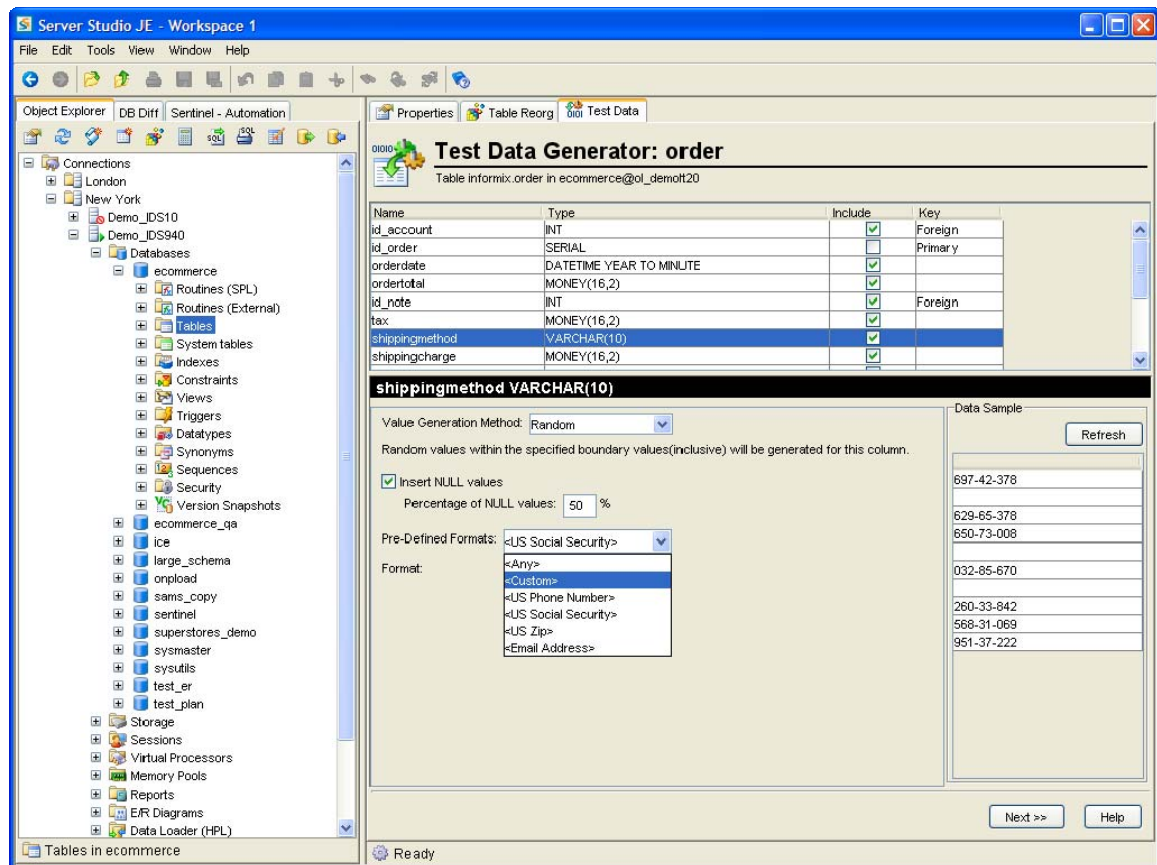 Server Studio JE - Workspace 1
File Edit Tools View Window Help
Object Explorer DB Diff Sentinel - Automation
Connections
London
New York
Demo_IDS10
Demo_IDS940
Databases
ecommerce
Routines (SPL)
Routines (External)
Tables
System tables
Indexes
Constraints
Views
Triggers
Datatypes
Synonyms
Sequences
Security
Version Snapshots
ecommerce_qa
ice
large_schema
onpload
sams_copy
sentinel
superstores_demo
sysmaster
sysutils
test_er
test_plan
Storage
Sessions
Virtual Processors
Memory Pools
Reports
E/R Diagrams
Data Loader (HPL)
Tables in ecommerce
Properties Table Reorg Test Data
Test Data Generator: order
Table informix.order in ecommerce@ol_demott20
Name Type Include Key
id_account INT Foreign
id_order SERIAL Primary
orderdate DATETIME YEAR TO MINUTE
ordertotal MONEY(16,2)
id_note INT Foreign
tax MONEY(16,2)
shippingmethod VARCHAR(10)
shippingcharge MONEY(16,2)
shippingmethod VARCHAR(10)
Value Generation Method: Random
Random values within the specified boundary values(inclusive) will be generated for this column.
Insert NULL values
Percentage of NULL values: 50 %
Pre-Defined Formats: <US Social Security>
Format:
<Any>
<Custom>
<US Phone Number>
<US Social Security>
<US Zip>
<Email Address>
Data Sample
Refresh
697-42-378
629-65-378
650-73-008
032-85-670
260-33-842
568-31-069
951-37-222
Next >> Help
Ready